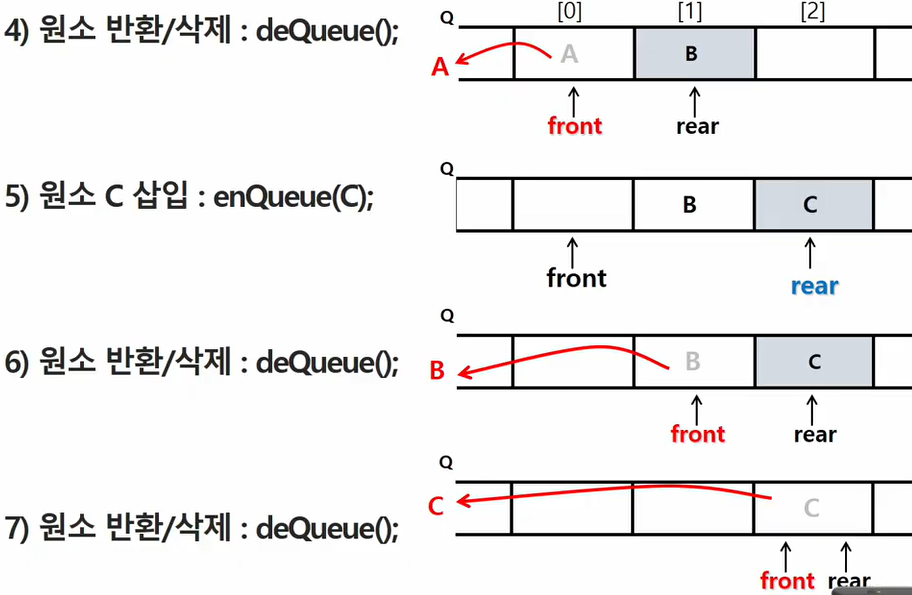 Q [0] [1] [2]
4) 원소 반환/삭제 : deQueue();
A A B
front rear
Q
5) 원소 C 삽입 : enQueue(C);
B C
front rear
Q
6) 원소 반환/삭제 : deQueue();
B B C
front rear
Q
7) 원소 반환/삭제 : deQueue();
C C
front rear